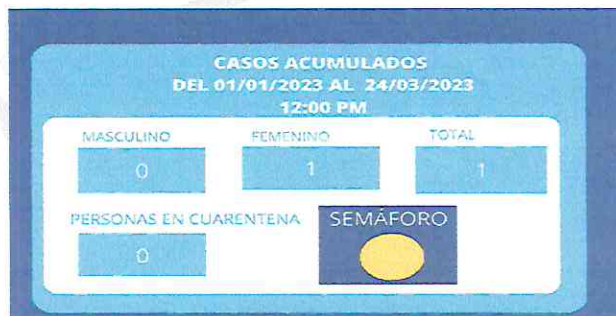 CASOS ACUMULADOS
DEL 01/01/2023 AL 24/03/2023
12:00 PM
MASCULINO FEMENINO TOTAL
0 1 1
PERSONAS EN CUARENTENA SEMÁFORO
0